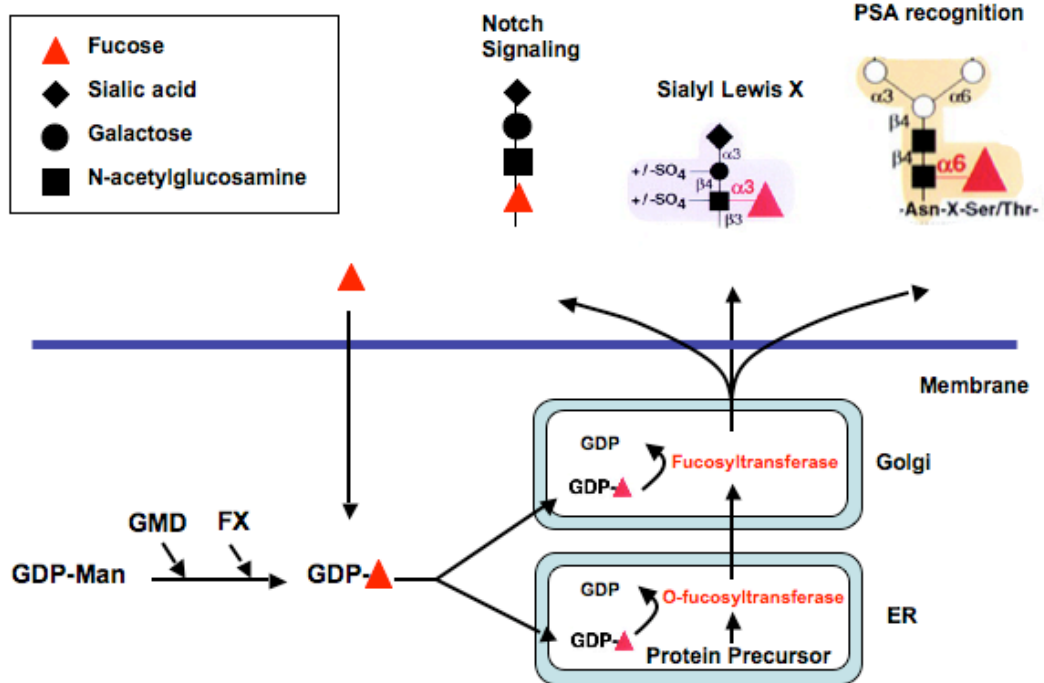 Fucose
Sialic acid
Galactose
N-acetylglucosamine
Notch
Signaling
Sialyl Lewis X
α3
+/-SO₄
β4
α3
+/-SO₄
β3
PSA recognition
α3
α6
β4
β4
α6
-Asn-X-Ser/Thr-
Membrane
GDP
Fucosyltransferase
GDP-
Golgi
GMD
FX
GDP-Man
GDP-
GDP
O-fucosyltransferase
GDP-
Protein Precursor
ER